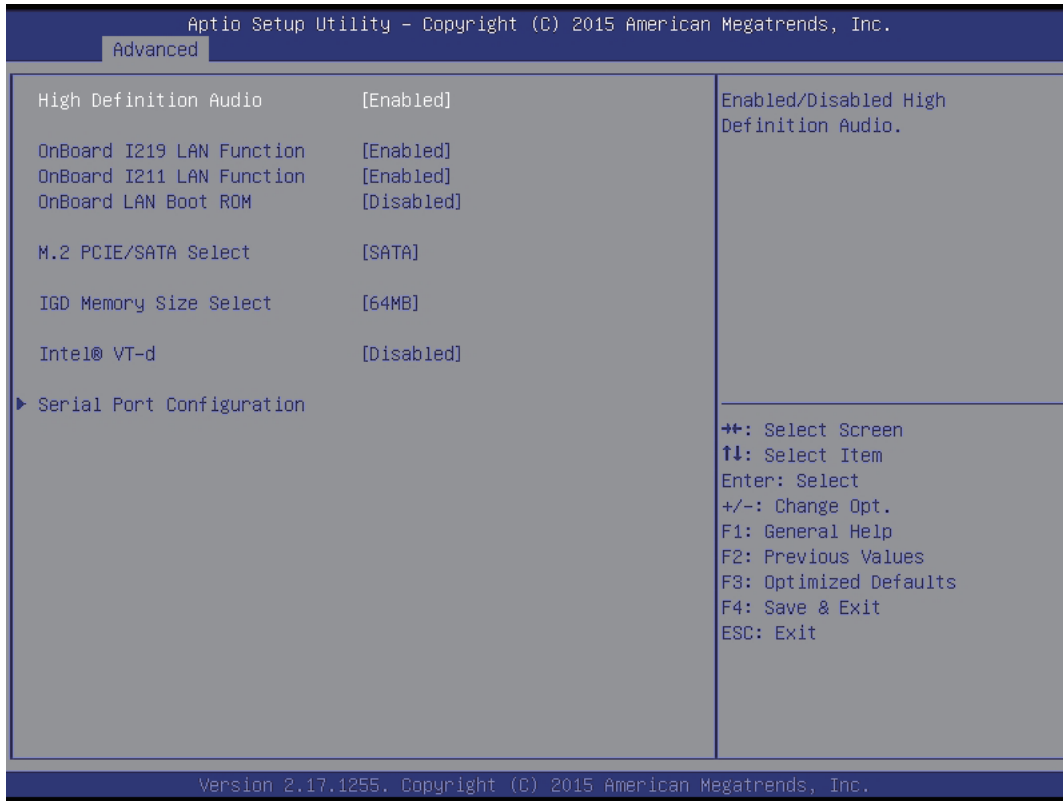 Aptio Setup Utility – Copyright (C) 2015 American Megatrends, Inc.
Advanced
High Definition Audio [Enabled]
OnBoard I219 LAN Function [Enabled]
OnBoard I211 LAN Function [Enabled]
OnBoard LAN Boot ROM [Disabled]
M.2 PCIE/SATA Select [SATA]
IGD Memory Size Select [64MB]
Intel® VT-d [Disabled]
▶ Serial Port Configuration
Enabled/Disabled High
Definition Audio.
→←: Select Screen
↑↓: Select Item
Enter: Select
+/-: Change Opt.
F1: General Help
F2: Previous Values
F3: Optimized Defaults
F4: Save & Exit
ESC: Exit
Version 2.17.1255. Copyright (C) 2015 American Megatrends, Inc.